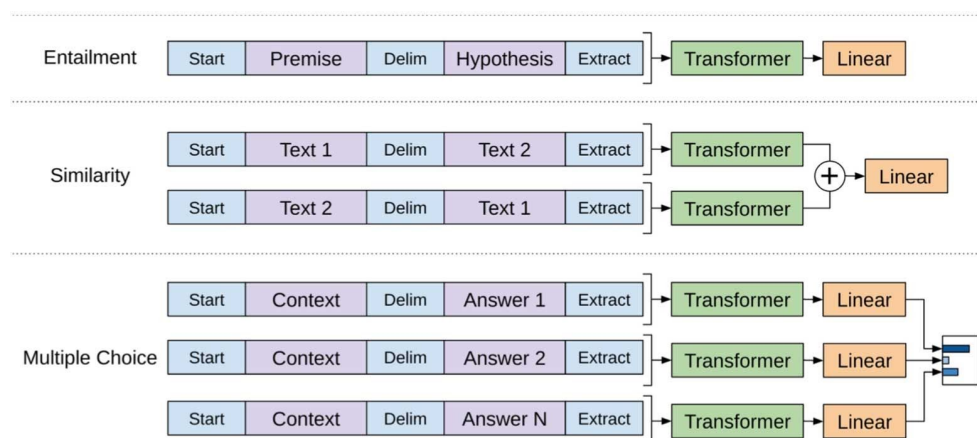 Entailment Start Premise Delim Hypothesis Extract Transformer Linear
Start Text 1 Delim Text 2 Extract Transformer
Similarity + Linear
Start Text 2 Delim Text 1 Extract Transformer
Start Context Delim Answer 1 Extract Transformer Linear
Multiple Choice Start Context Delim Answer 2 Extract Transformer Linear
Start Context Delim Answer N Extract Transformer Linear